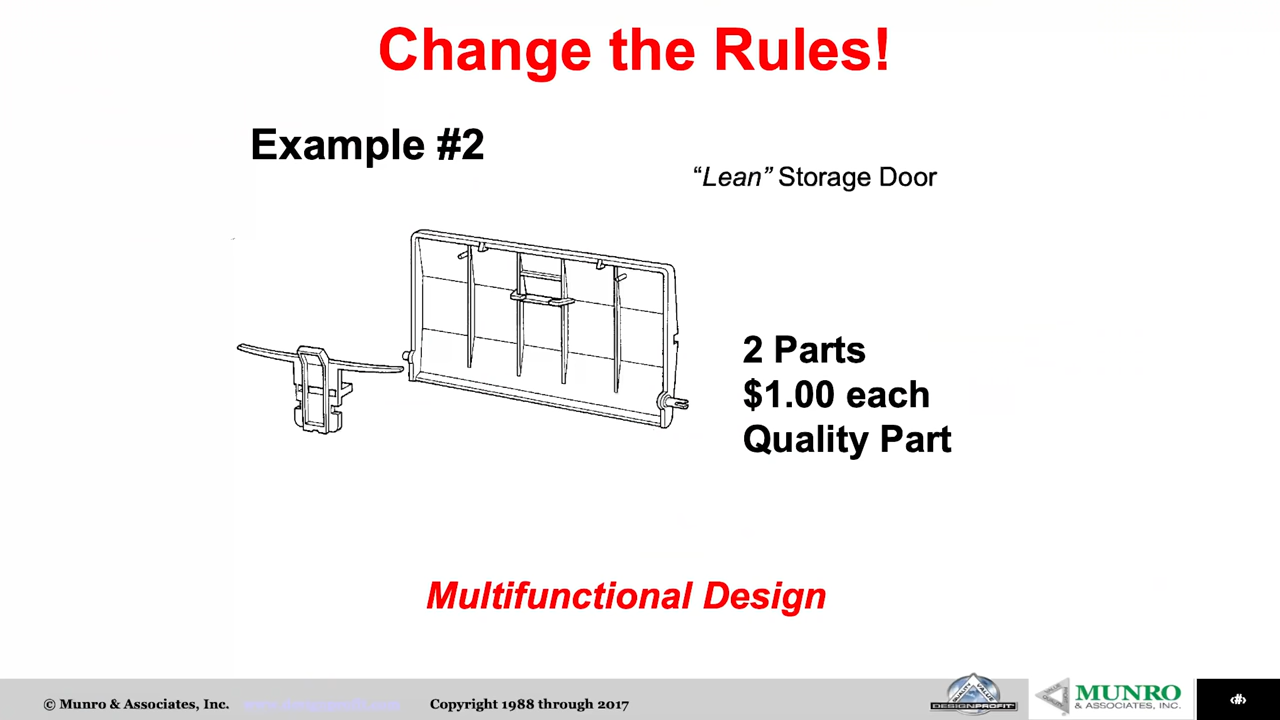 Change the Rules!
Example #2
“Lean” Storage Door
2 Parts
$1.00 each
Quality Part
Multifunctional Design
© Munro & Associates, Inc.
Copyright 1988 through 2017
DESIGNPROFIT
MUNRO
& ASSOCIATES, INC.
‹#›